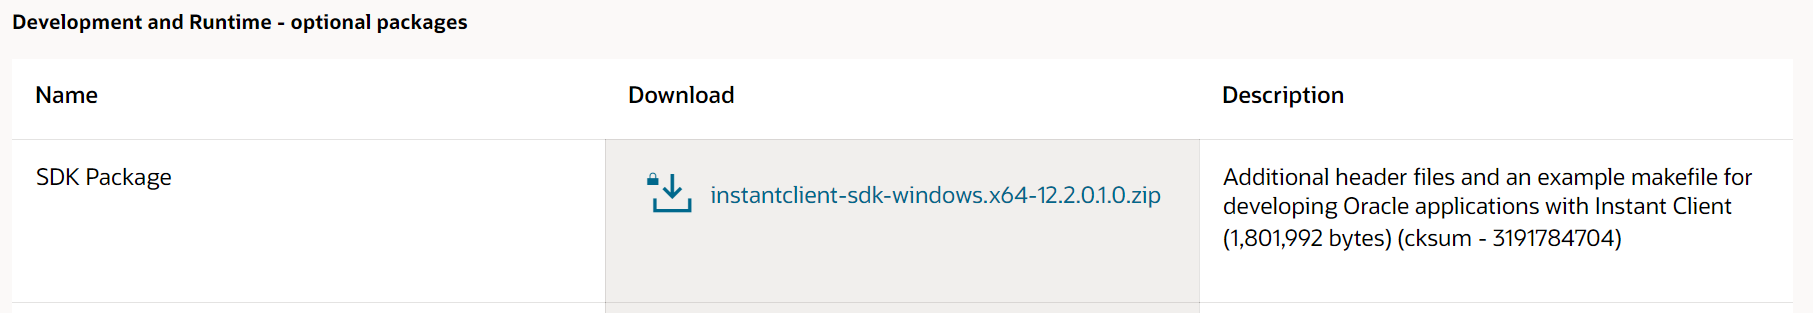 Development and Runtime - optional packages
Name
Download
Description
SDK Package
instantclient-sdk-windows.x64-12.2.0.1.0.zip
Additional header files and an example makefile for
developing Oracle applications with Instant Client
(1,801,992 bytes) (cksum - 3191784704)